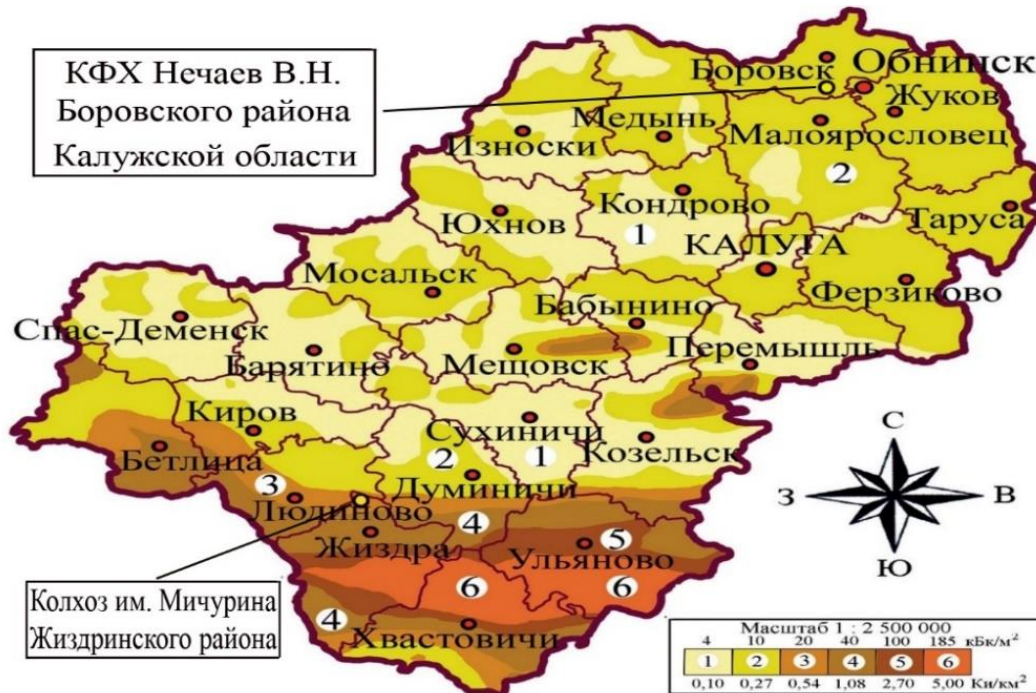 КФХ Нечаев В.Н.
Боровского района
Калужской области
Боровск
Обнинск
Жуков
Медынь
Малоярославец
Износки
2
Кондрово
Таруса
Юхнов
1
КАЛУГА
Мосальск
Ферзиково
Бабынино
Спас-Деменск
Мещовск
Перемышль
Барятино
Киров
Сухиничи
Козельск
Бетлица
2
1
С
3
Думиничи
З
В
Людиново
4
Жиздра
5
Ульяново
Ю
6
6
Колхоз им. Мичурина
Жиздринского района
4
Хвастовичи
Масштаб 1 : 2 500 000
4 10 20 40 100 185 кБк/м²
1 2 3 4 5 6
0,10 0,27 0,54 1,08 2,70 5,00 Ки/км²